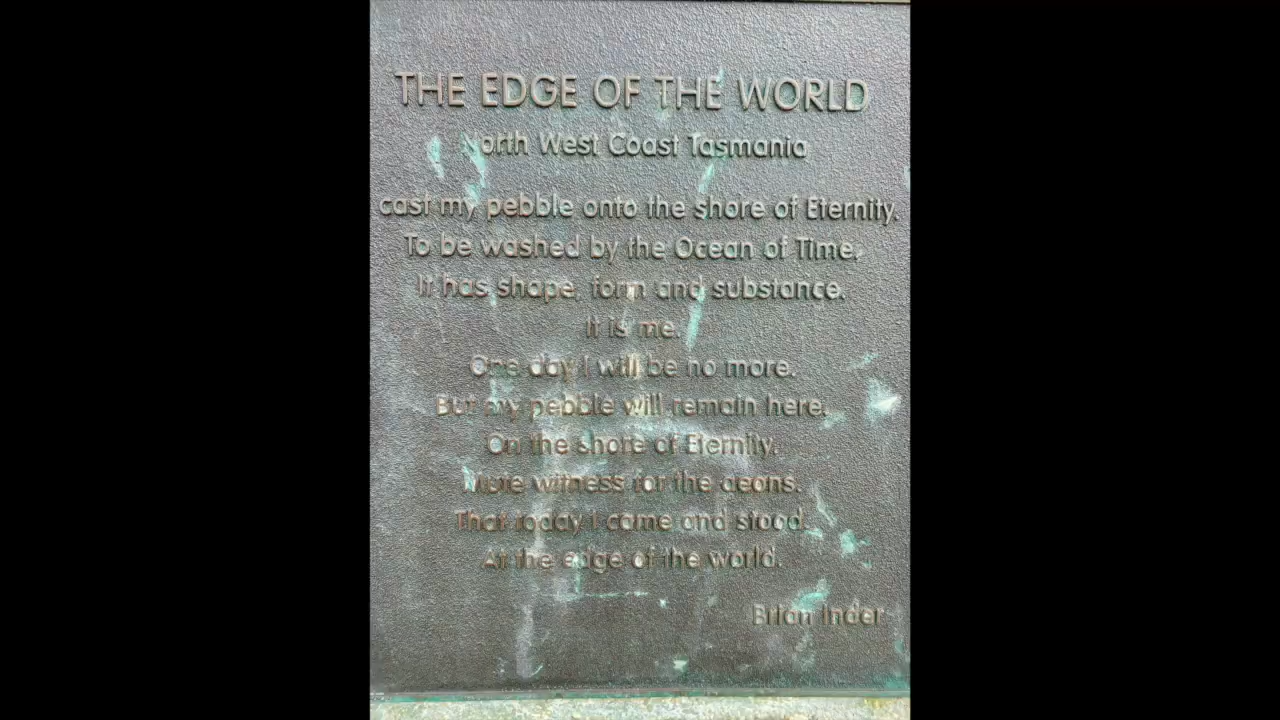 THE EDGE OF THE WORLD
North West Coast Tasmania
cast my pebble onto the shore of Eternity.
To be washed by the Ocean of Time.
It has shape, form and substance.
It is me.
One day I will be no more.
But my pebble will remain here.
On the shore of Eternity.
Mute witness for the aeons.
That today I came and stood.
At the edge of the world.
Brian Inder